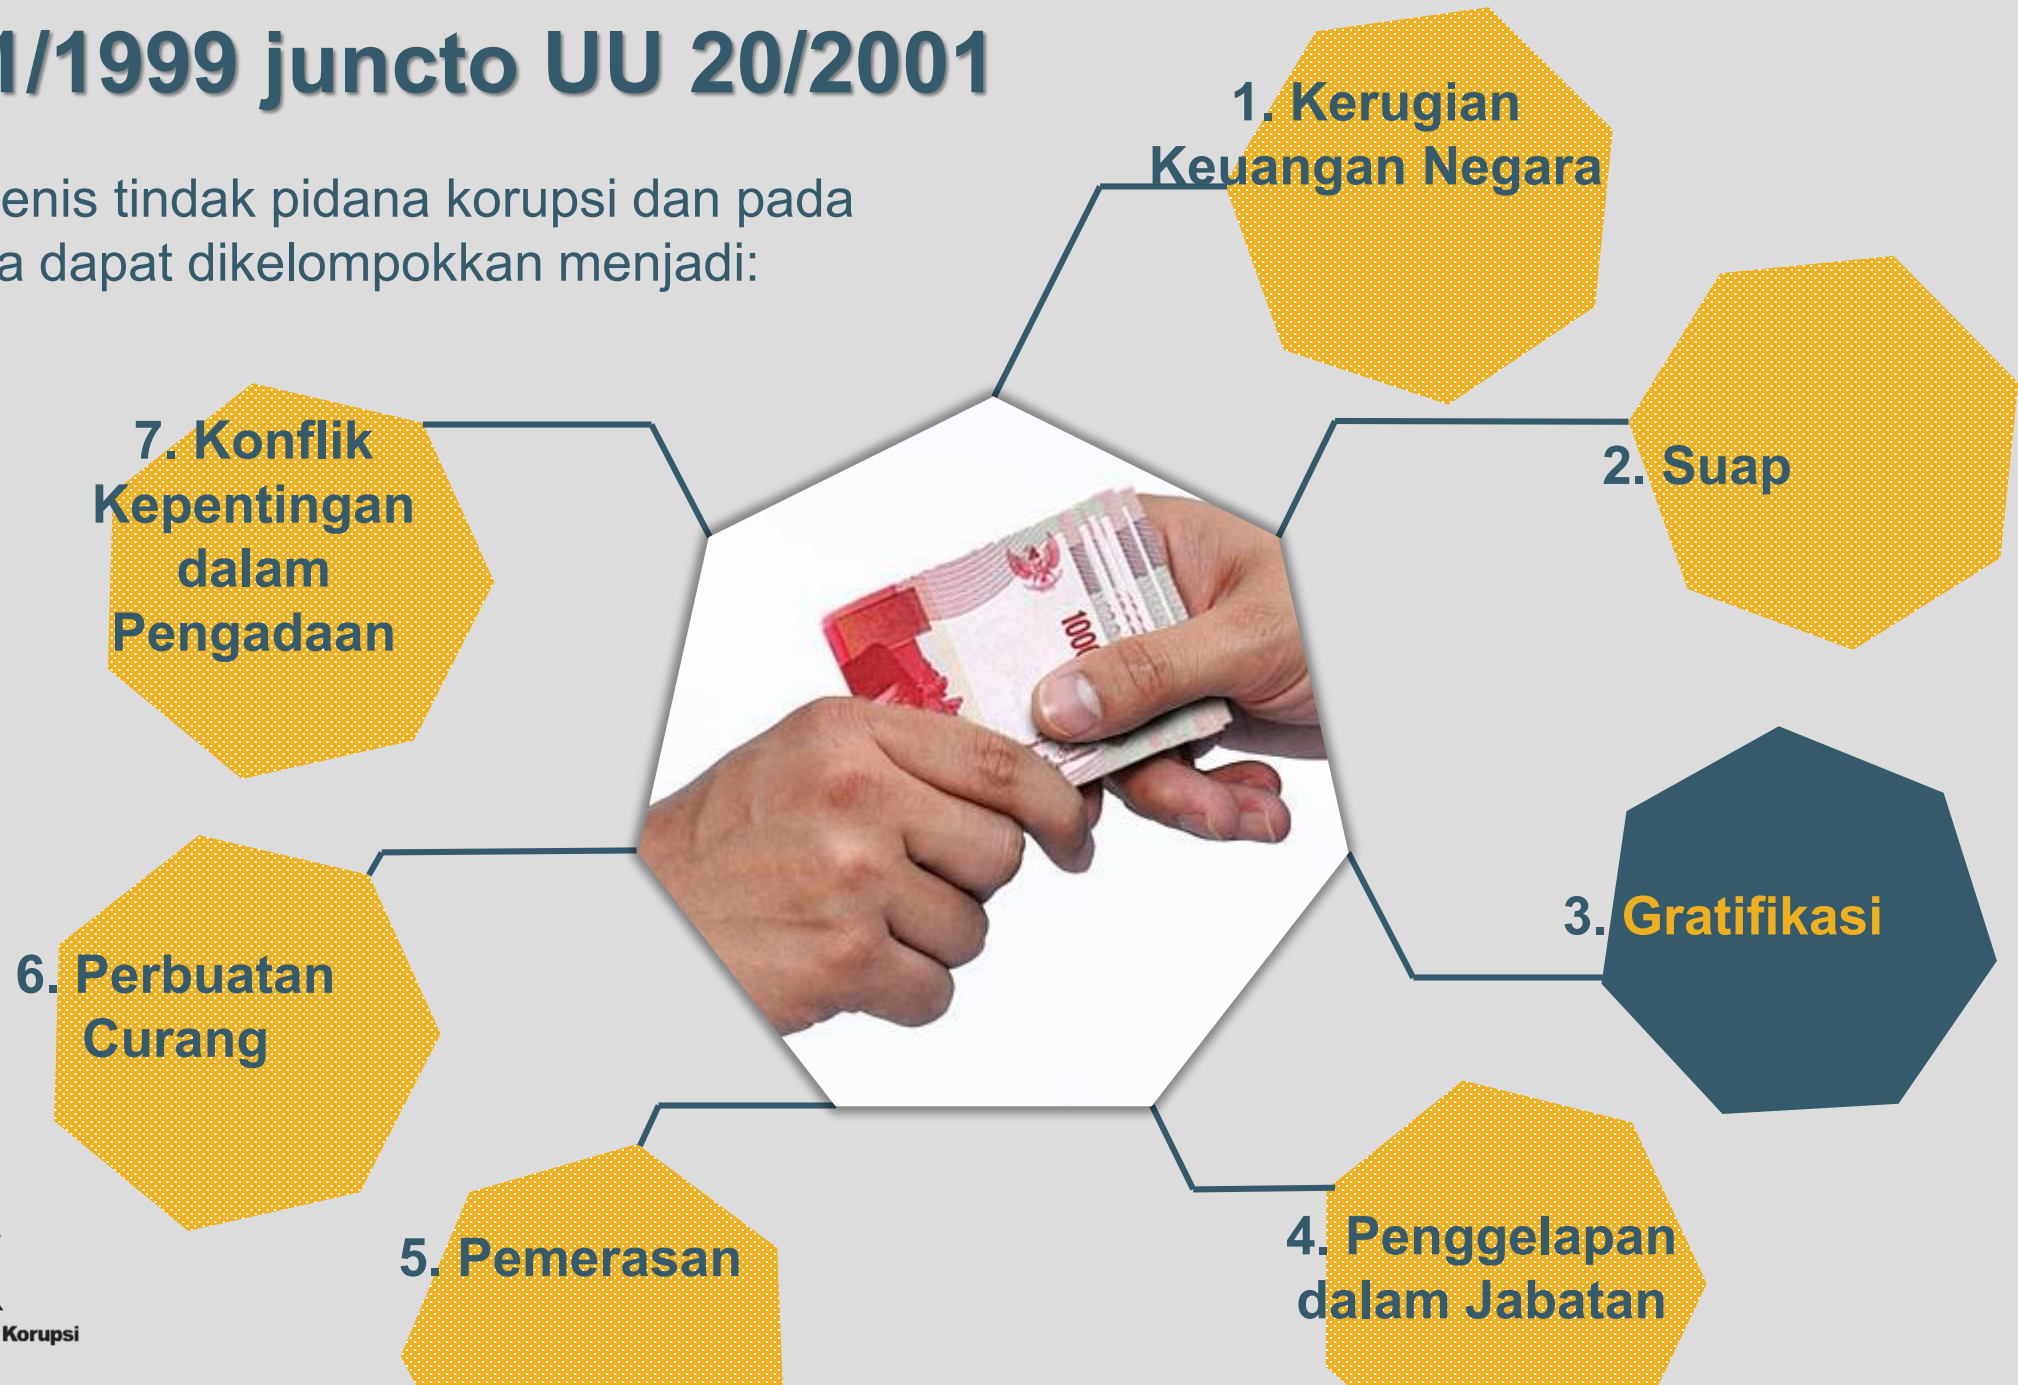 1/1999 juncto UU 20/2001
enis tindak pidana korupsi dan pada
a dapat dikelompokkan menjadi:
1. Kerugian
Keuangan Negara
2. Suap
3. Gratifikasi
4. Penggelapan
dalam Jabatan
5. Pemerasan
6. Perbuatan
Curang
7. Konflik
Kepentingan
dalam
Pengadaan
Korupsi